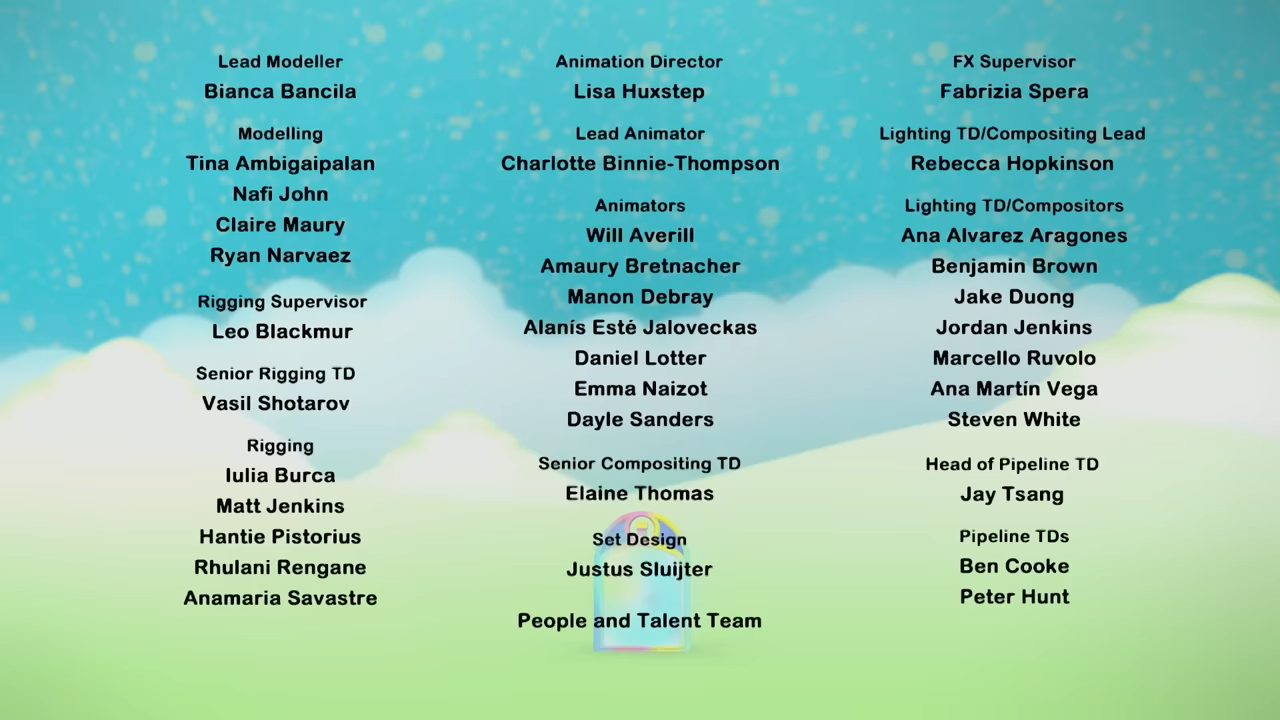 Lead Modeller
Bianca Bancila
Modelling
Tina Ambigaipalan
Nafi John
Claire Maury
Ryan Narvaez
Rigging Supervisor
Leo Blackmur
Senior Rigging TD
Vasil Shotarov
Rigging
Iulia Burca
Matt Jenkins
Hantie Pistorius
Rhulani Rengane
Anamaria Savastre
Animation Director
Lisa Huxstep
Lead Animator
Charlotte Binnie-Thompson
Animators
Will Averill
Amaury Bretnacher
Manon Debray
Alanís Esté Jaloveckas
Daniel Lotter
Emma Naizot
Dayle Sanders
Senior Compositing TD
Elaine Thomas
Set Design
Justus Sluijter
People and Talent Team
FX Supervisor
Fabrizia Spera
Lighting TD/Compositing Lead
Rebecca Hopkinson
Lighting TD/Compositors
Ana Alvarez Aragones
Benjamin Brown
Jake Duong
Jordan Jenkins
Marcello Ruvolo
Ana Martín Vega
Steven White
Head of Pipeline TD
Jay Tsang
Pipeline TDs
Ben Cooke
Peter Hunt